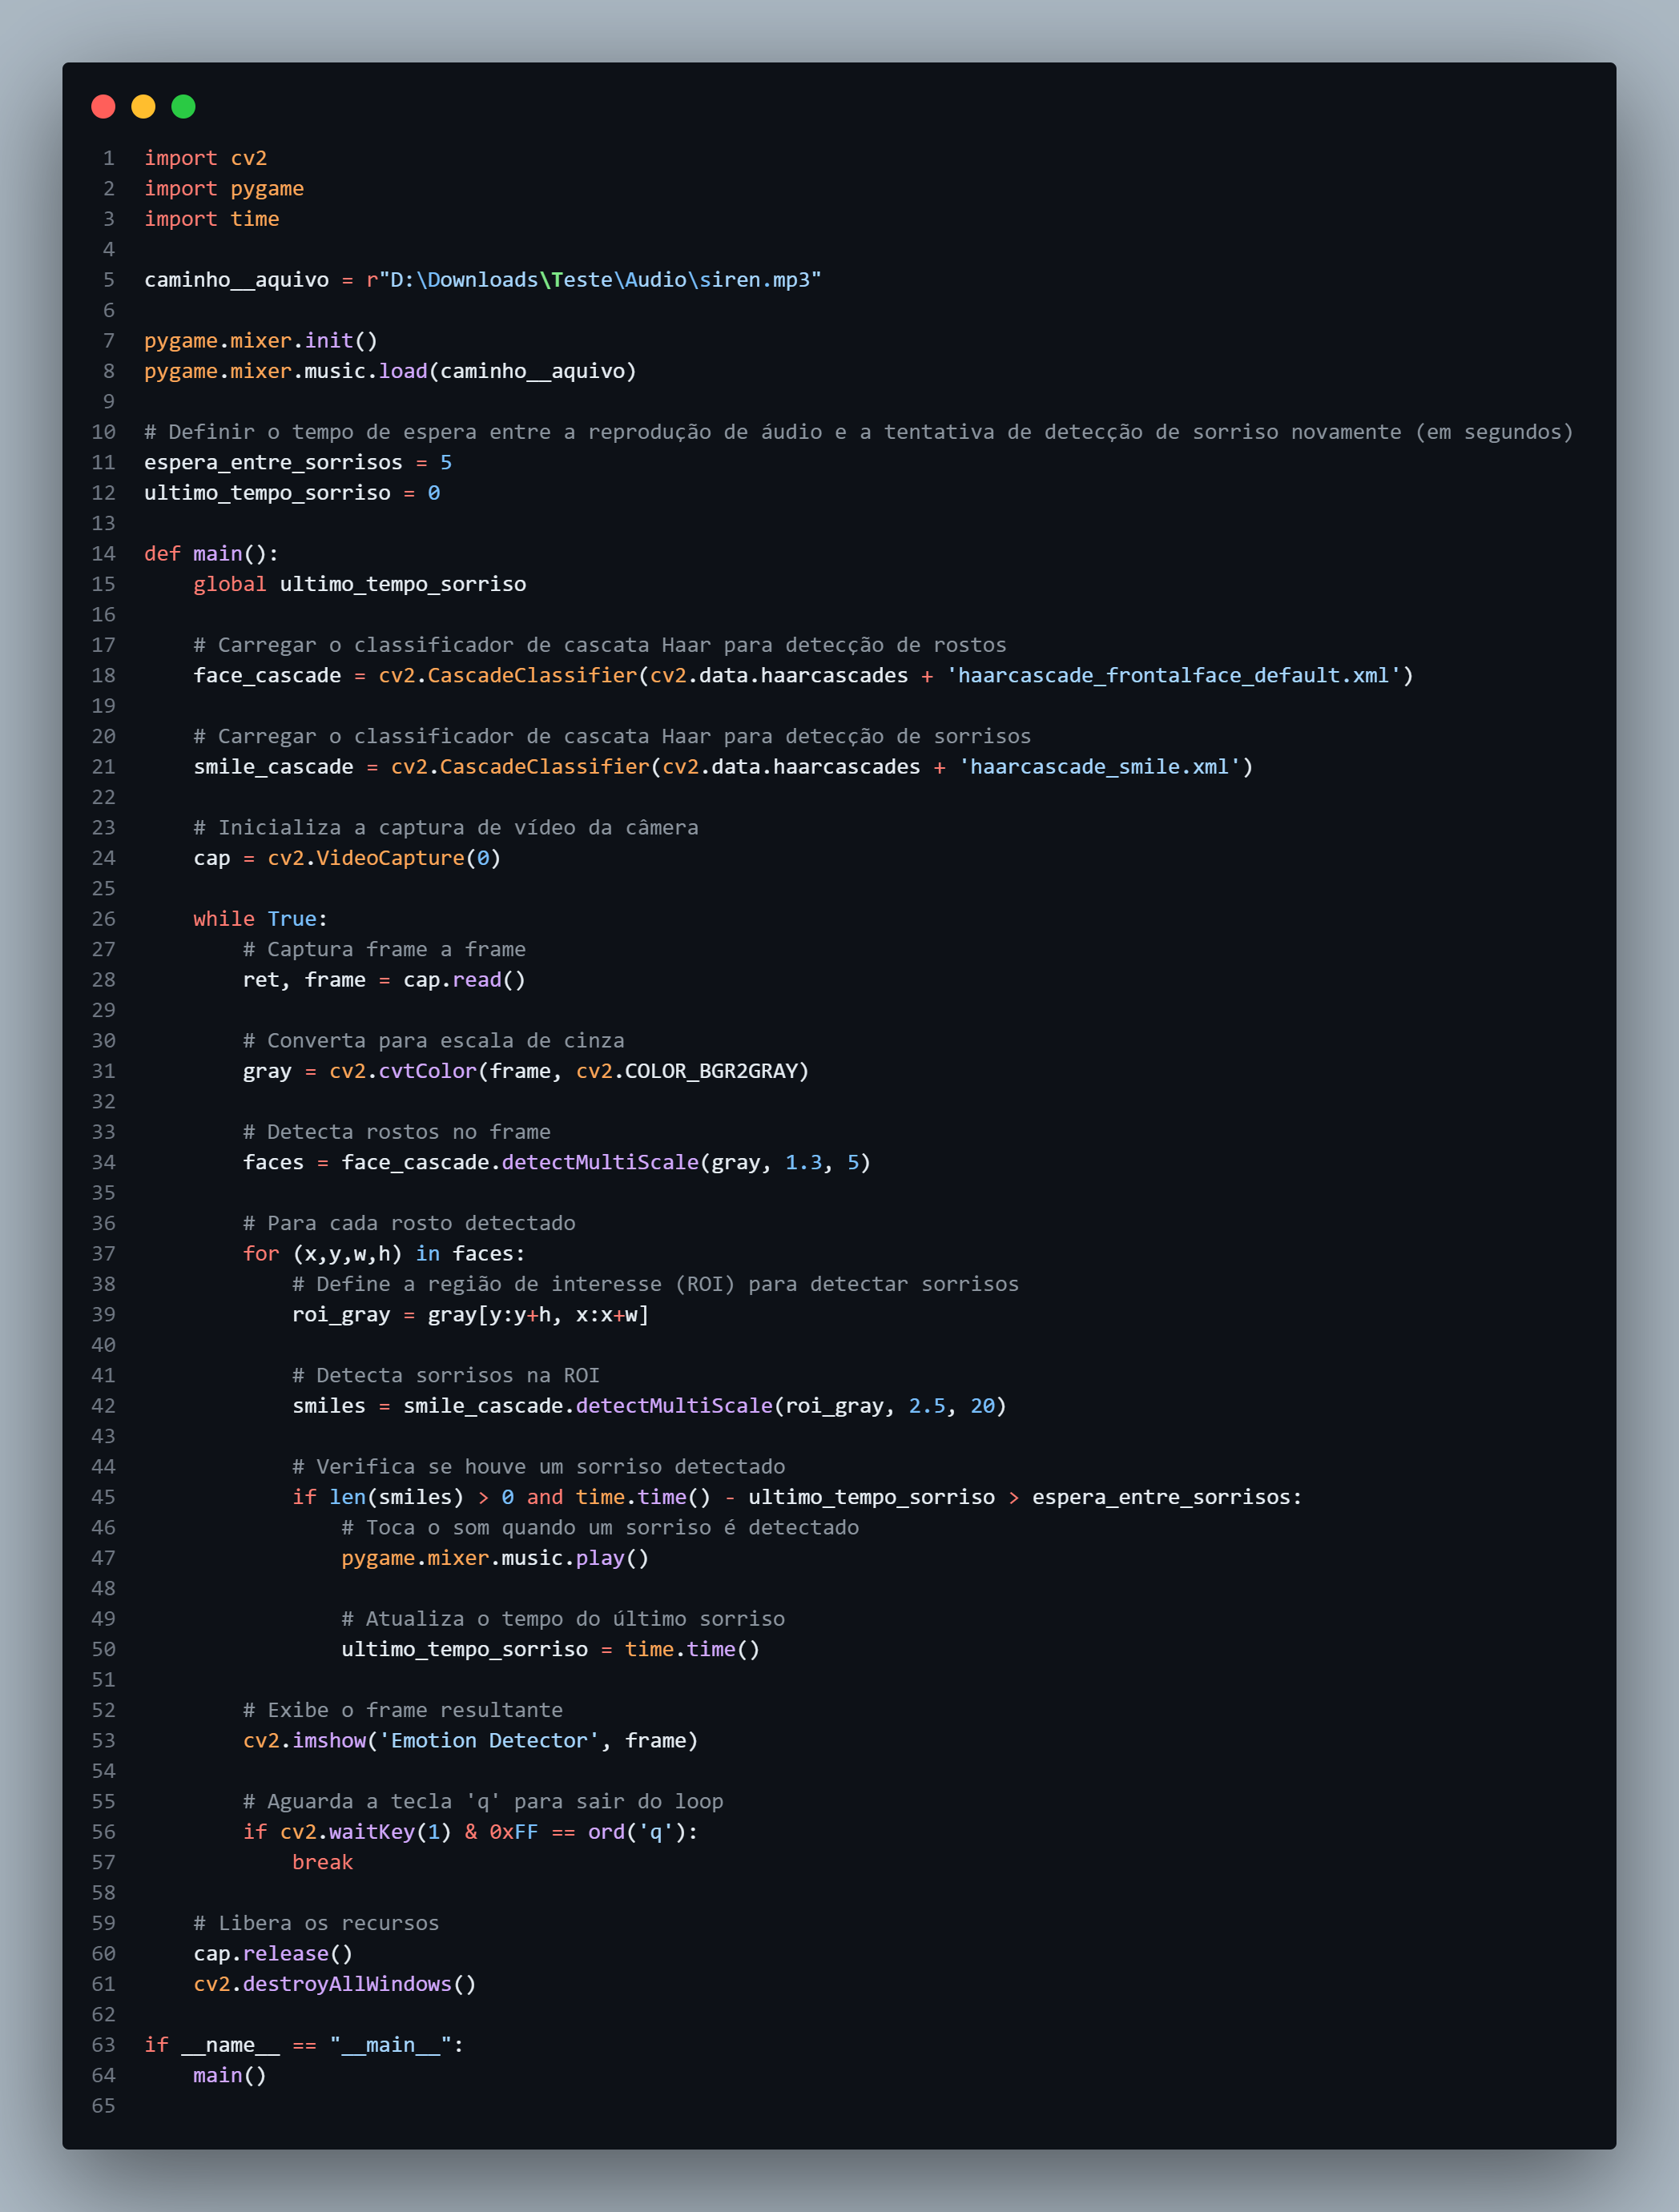 1 import cv2
2 import pygame
3 import time
4
5 caminho__aquivo = r"D:\Downloads\Teste\Audio\siren.mp3"
6
7 pygame.mixer.init()
8 pygame.mixer.music.load(caminho__aquivo)
9
10 # Definir o tempo de espera entre a reprodução de áudio e a tentativa de detecção de sorriso novamente (em segundos)
11 espera_entre_sorrisos = 5
12 ultimo_tempo_sorriso = 0
13
14 def main():
15     global ultimo_tempo_sorriso
16
17     # Carregar o classificador de cascata Haar para detecção de rostos
18     face_cascade = cv2.CascadeClassifier(cv2.data.haarcascades + 'haarcascade_frontalface_default.xml')
19
20     # Carregar o classificador de cascata Haar para detecção de sorrisos
21     smile_cascade = cv2.CascadeClassifier(cv2.data.haarcascades + 'haarcascade_smile.xml')
22
23     # Inicializa a captura de vídeo da câmera
24     cap = cv2.VideoCapture(0)
25
26     while True:
27         # Captura frame a frame
28         ret, frame = cap.read()
29
30         # Converta para escala de cinza
31         gray = cv2.cvtColor(frame, cv2.COLOR_BGR2GRAY)
32
33         # Detecta rostos no frame
34         faces = face_cascade.detectMultiScale(gray, 1.3, 5)
35
36         # Para cada rosto detectado
37         for (x,y,w,h) in faces:
38             # Define a região de interesse (ROI) para detectar sorrisos
39             roi_gray = gray[y:y+h, x:x+w]
40
41             # Detecta sorrisos na ROI
42             smiles = smile_cascade.detectMultiScale(roi_gray, 2.5, 20)
43
44             # Verifica se houve um sorriso detectado
45             if len(smiles) > 0 and time.time() - ultimo_tempo_sorriso > espera_entre_sorrisos:
46                 # Toca o som quando um sorriso é detectado
47                 pygame.mixer.music.play()
48
49                 # Atualiza o tempo do último sorriso
50                 ultimo_tempo_sorriso = time.time()
51
52         # Exibe o frame resultante
53         cv2.imshow('Emotion Detector', frame)
54
55         # Aguarda a tecla 'q' para sair do loop
56         if cv2.waitKey(1) & 0xFF == ord('q'):
57             break
58
59     # Libera os recursos
60     cap.release()
61     cv2.destroyAllWindows()
62
63 if __name__ == "__main__":
64     main()
65